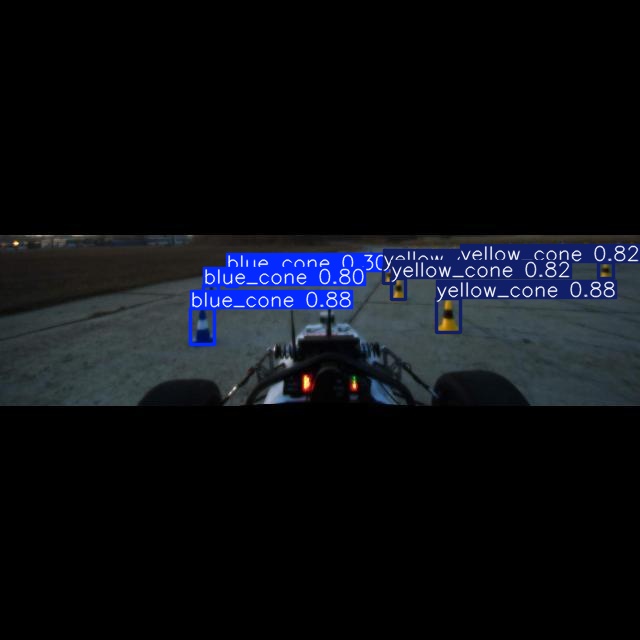 blue_cone 0.30
yellow_cone 0.82
blue_cone 0.80
yellow_cone 0.82
blue_cone 0.88
yellow_cone 0.88